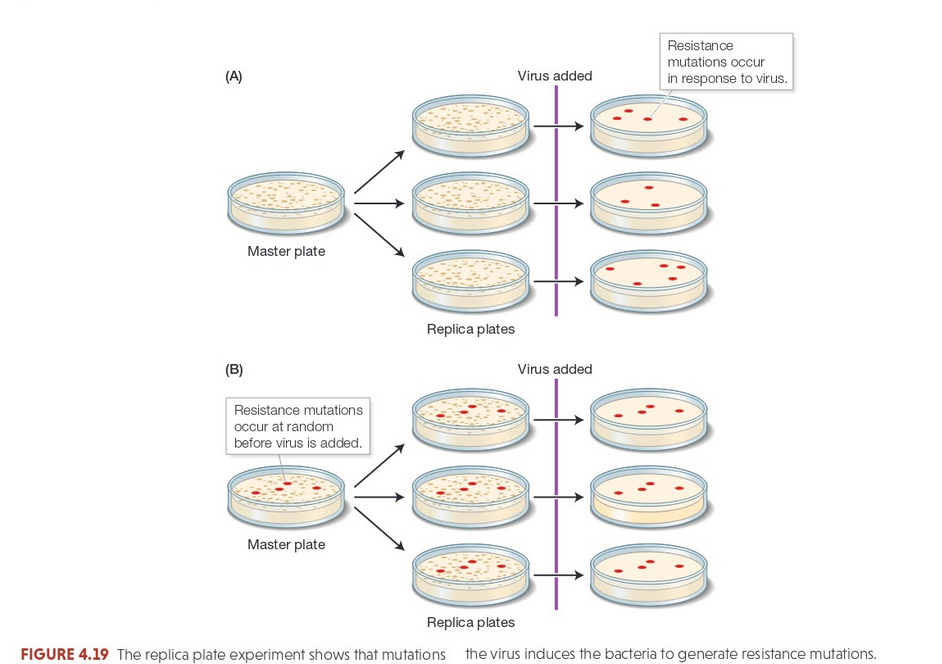 (A)
Virus added
Resistance
mutations occur
in response to virus.
Master plate
Replica plates
(B)
Virus added
Resistance mutations
occur at random
before virus is added.
Master plate
Replica plates
FIGURE 4.19 The replica plate experiment shows that mutations the virus induces the bacteria to generate resistance mutations.